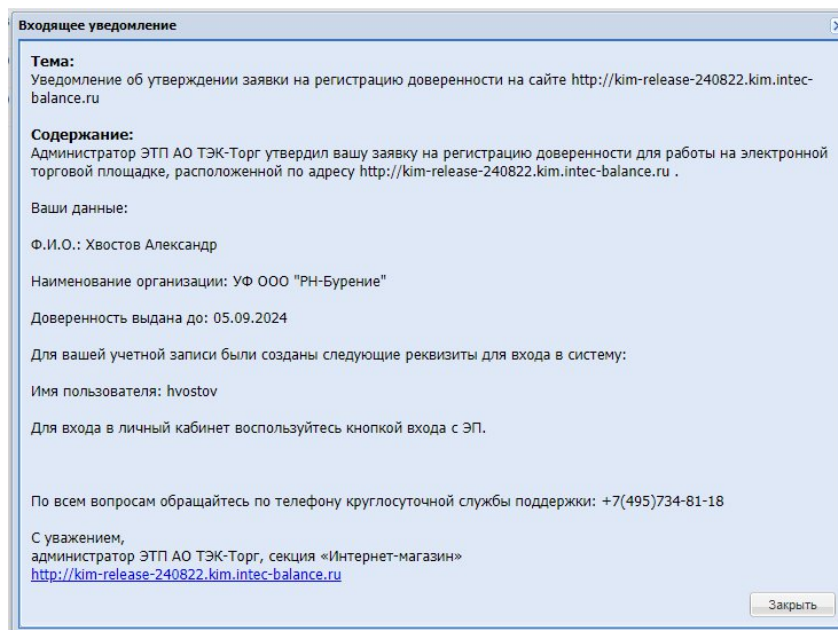 Входящее уведомление
Тема:
Уведомление об утверждении заявки на регистрацию доверенности на сайте http://kim-release-240822.kim.intec-
balance.ru
Содержание:
Администратор ЭТП АО ТЭК-Торг утвердил вашу заявку на регистрацию доверенности для работы на электронной
торговой площадке, расположенной по адресу http://kim-release-240822.kim.intec-balance.ru .
Ваши данные:
Ф.И.О.: Хвостов Александр
Наименование организации: УФ ООО "РН-Бурение"
Доверенность выдана до: 05.09.2024
Для вашей учетной записи были созданы следующие реквизиты для входа в систему:
Имя пользователя: hvostov
Для входа в личный кабинет воспользуйтесь кнопкой входа с ЭП.
По всем вопросам обращайтесь по телефону круглосуточной службы поддержки: +7(495)734-81-18
С уважением,
администратор ЭТП АО ТЭК-Торг, секция «Интернет-магазин»
http://kim-release-240822.kim.intec-balance.ru
Закрыть